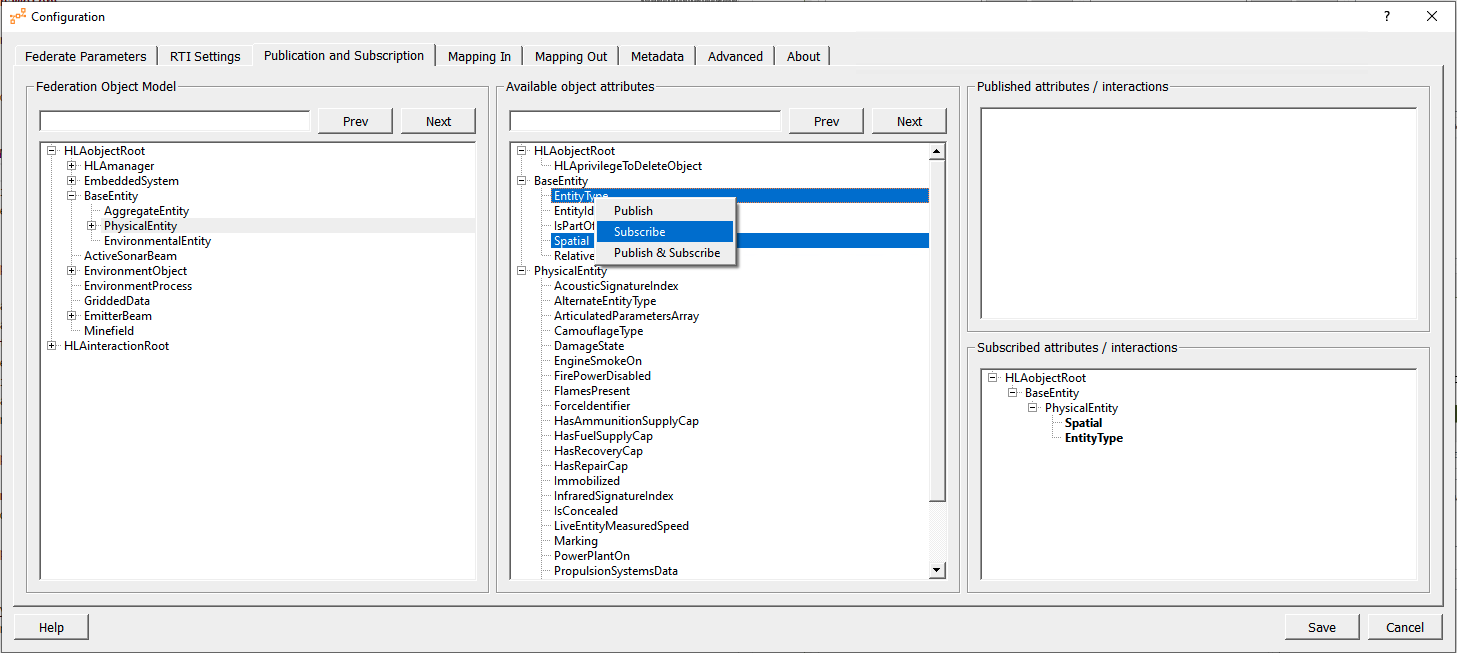 Configuration
?
Federate Parameters
RTI Settings
Publication and Subscription
Mapping In
Mapping Out
Metadata
Advanced
About
Federation Object Model
Prev
Next
HLAobjectRoot
HLAmanager
EmbeddedSystem
BaseEntity
AggregateEntity
PhysicalEntity
EnvironmentalEntity
ActiveSonarBeam
EnvironmentObject
EnvironmentProcess
GriddedData
EmitterBeam
Minefield
HLAinteractionRoot
Available object attributes
Prev
Next
HLAobjectRoot
HLAprivilegeToDeleteObject
BaseEntity
EntityType
EntityId
IsPartOf
Spatial
Relative
Publish
Subscribe
Publish & Subscribe
PhysicalEntity
AcousticSignatureIndex
AlternateEntityType
ArticulatedParametersArray
CamouflageType
DamageState
EngineSmokeOn
FirePowerDisabled
FlamesPresent
ForceIdentifier
HasAmmunitionSupplyCap
HasFuelSupplyCap
HasRecoveryCap
HasRepairCap
Immobilized
InfraredSignatureIndex
IsConcealed
LiveEntityMeasuredSpeed
Marking
PowerPlantOn
PropulsionSystemsData
Published attributes / interactions
Subscribed attributes / interactions
HLAobjectRoot
BaseEntity
PhysicalEntity
Spatial
EntityType
Help
Save
Cancel